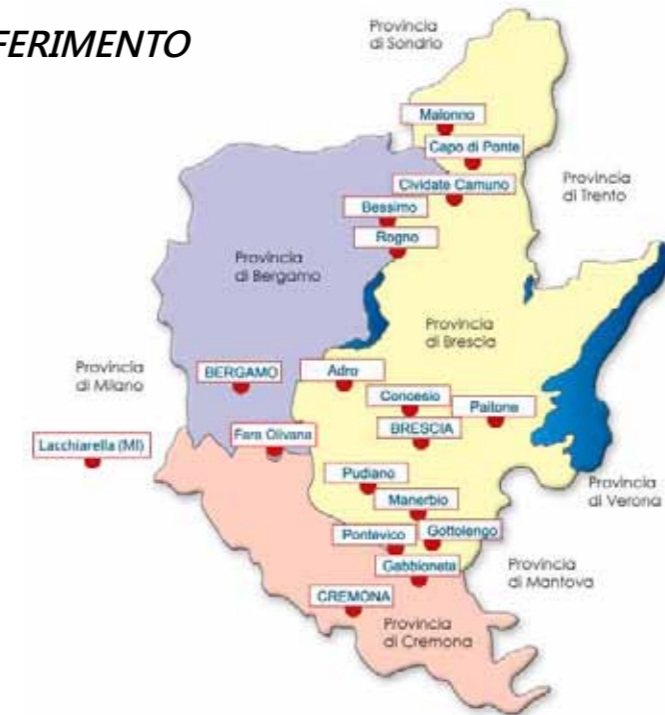 FERIMENTO
Provincia
di Sondrio
Malonno
Capo di Ponte
Provincia
di Trento
Cividate Camuno
Bessimo
Rogno
Provincia
di Bergamo
Provincia
di Brescia
Provincia
di Milano
BERGAMO
Adro
Concesio
Paitone
BRESCIA
Fara Olivana
Lacchiarella (MI)
Pudiano
Provincia
di Verona
Manerbio
Pontevico
Gottolengo
Gabbioneta
Provincia
di Mantova
CREMONA
Provincia
di Cremona